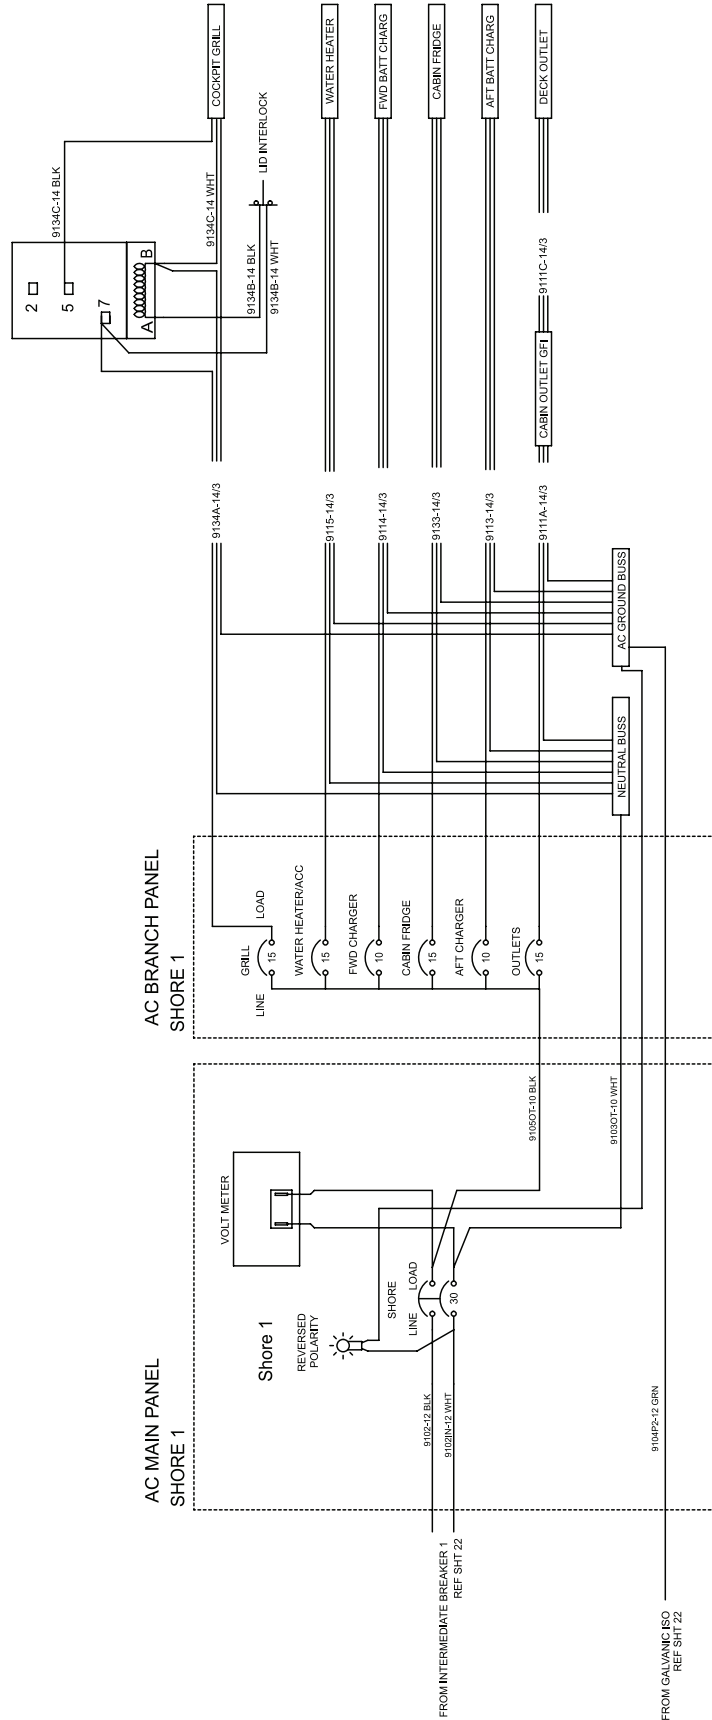 AC MAIN PANEL
SHORE 1
AC BRANCH PANEL
SHORE 1
FROM INTERMEDIATE BREAKER 1
REF SHT 22
FROM GALVANIC ISO
REF SHT 22
9102-12 BLK
9102IN-12 WHT
9104P2-12 GRN
Shore 1
REVERSED
POLARITY
VOLT METER
SHORE
LINE
LOAD
30
9105OT-10 BLK
9103OT-10 WHT
LINE
LOAD
GRILL
15
WATER HEATER/ACC
15
FWD CHARGER
10
CABIN FRIDGE
15
AFT CHARGER
10
OUTLETS
15
NEUTRAL BUSS
AC GROUND BUSS
9134A-14/3
9115-14/3
9114-14/3
9133-14/3
9113-14/3
9111A-14/3
CABIN OUTLET GFI
9111C-14/3
2
5
7
A
B
9134C-14 BLK
9134C-14 WHT
9134B-14 BLK
9134B-14 WHT
LID INTERLOCK
COCKPIT GRILL
WATER HEATER
FWD BATT CHARG
CABIN FRIDGE
AFT BATT CHARG
DECK OUTLET